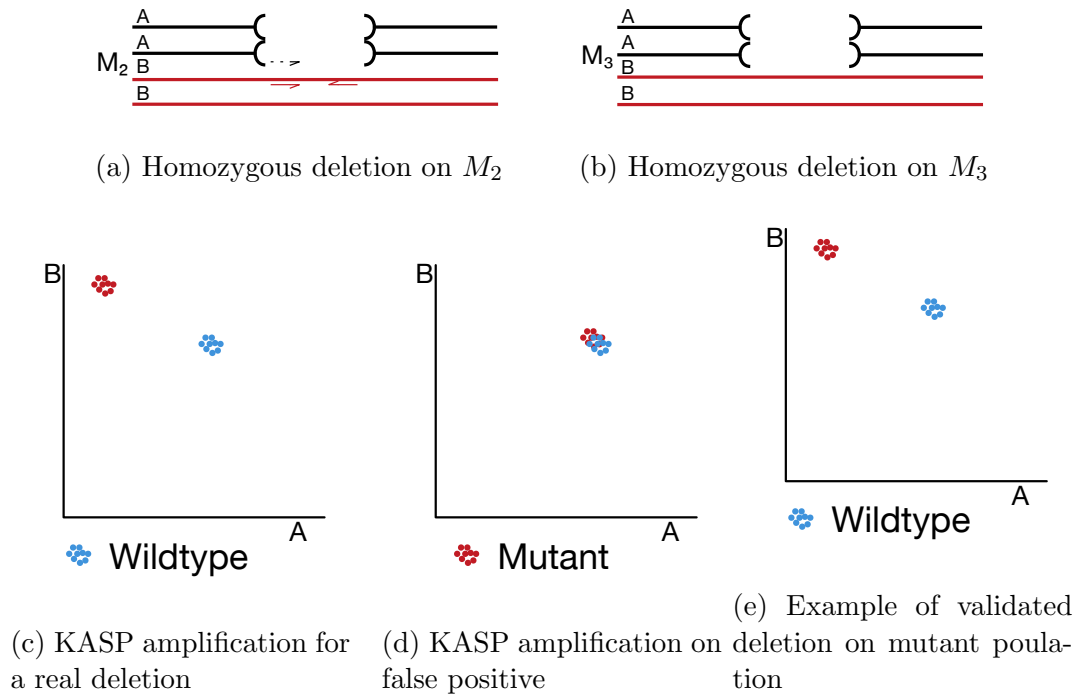 A
A
M2
B
B
A
A
M3
B
B
(a) Homozygous deletion on M2
(b) Homozygous deletion on M3
B
A
Wildtype
B
A
Mutant
B
A
Wildtype
(c) KASP amplification for
a real deletion
(d) KASP amplification on
false positive
(e) Example of validated
deletion on mutant poula-
tion